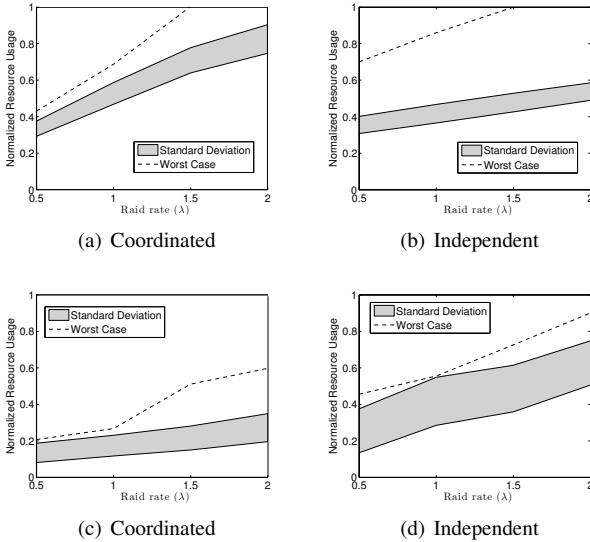 1
0.8
0.6
0.4
0.2
0
Normalized Resource Usage
Standard Deviation
Worst Case
0.5 1 1.5 2
Raid rate (λ)
(a) Coordinated
1
0.8
0.6
0.4
0.2
0
Normalized Resource Usage
Standard Deviation
Worst Case
0.5 1 1.5 2
Raid rate (λ)
(b) Independent
1
0.8
0.6
0.4
0.2
0
Normalized Resource Usage
Standard Deviation
Worst Case
0.5 1 1.5 2
Raid rate (λ)
(c) Coordinated
1
0.8
0.6
0.4
0.2
0
Normalized Resource Usage
Standard Deviation
Worst Case
0.5 1 1.5 2
Raid rate (λ)
(d) Independent